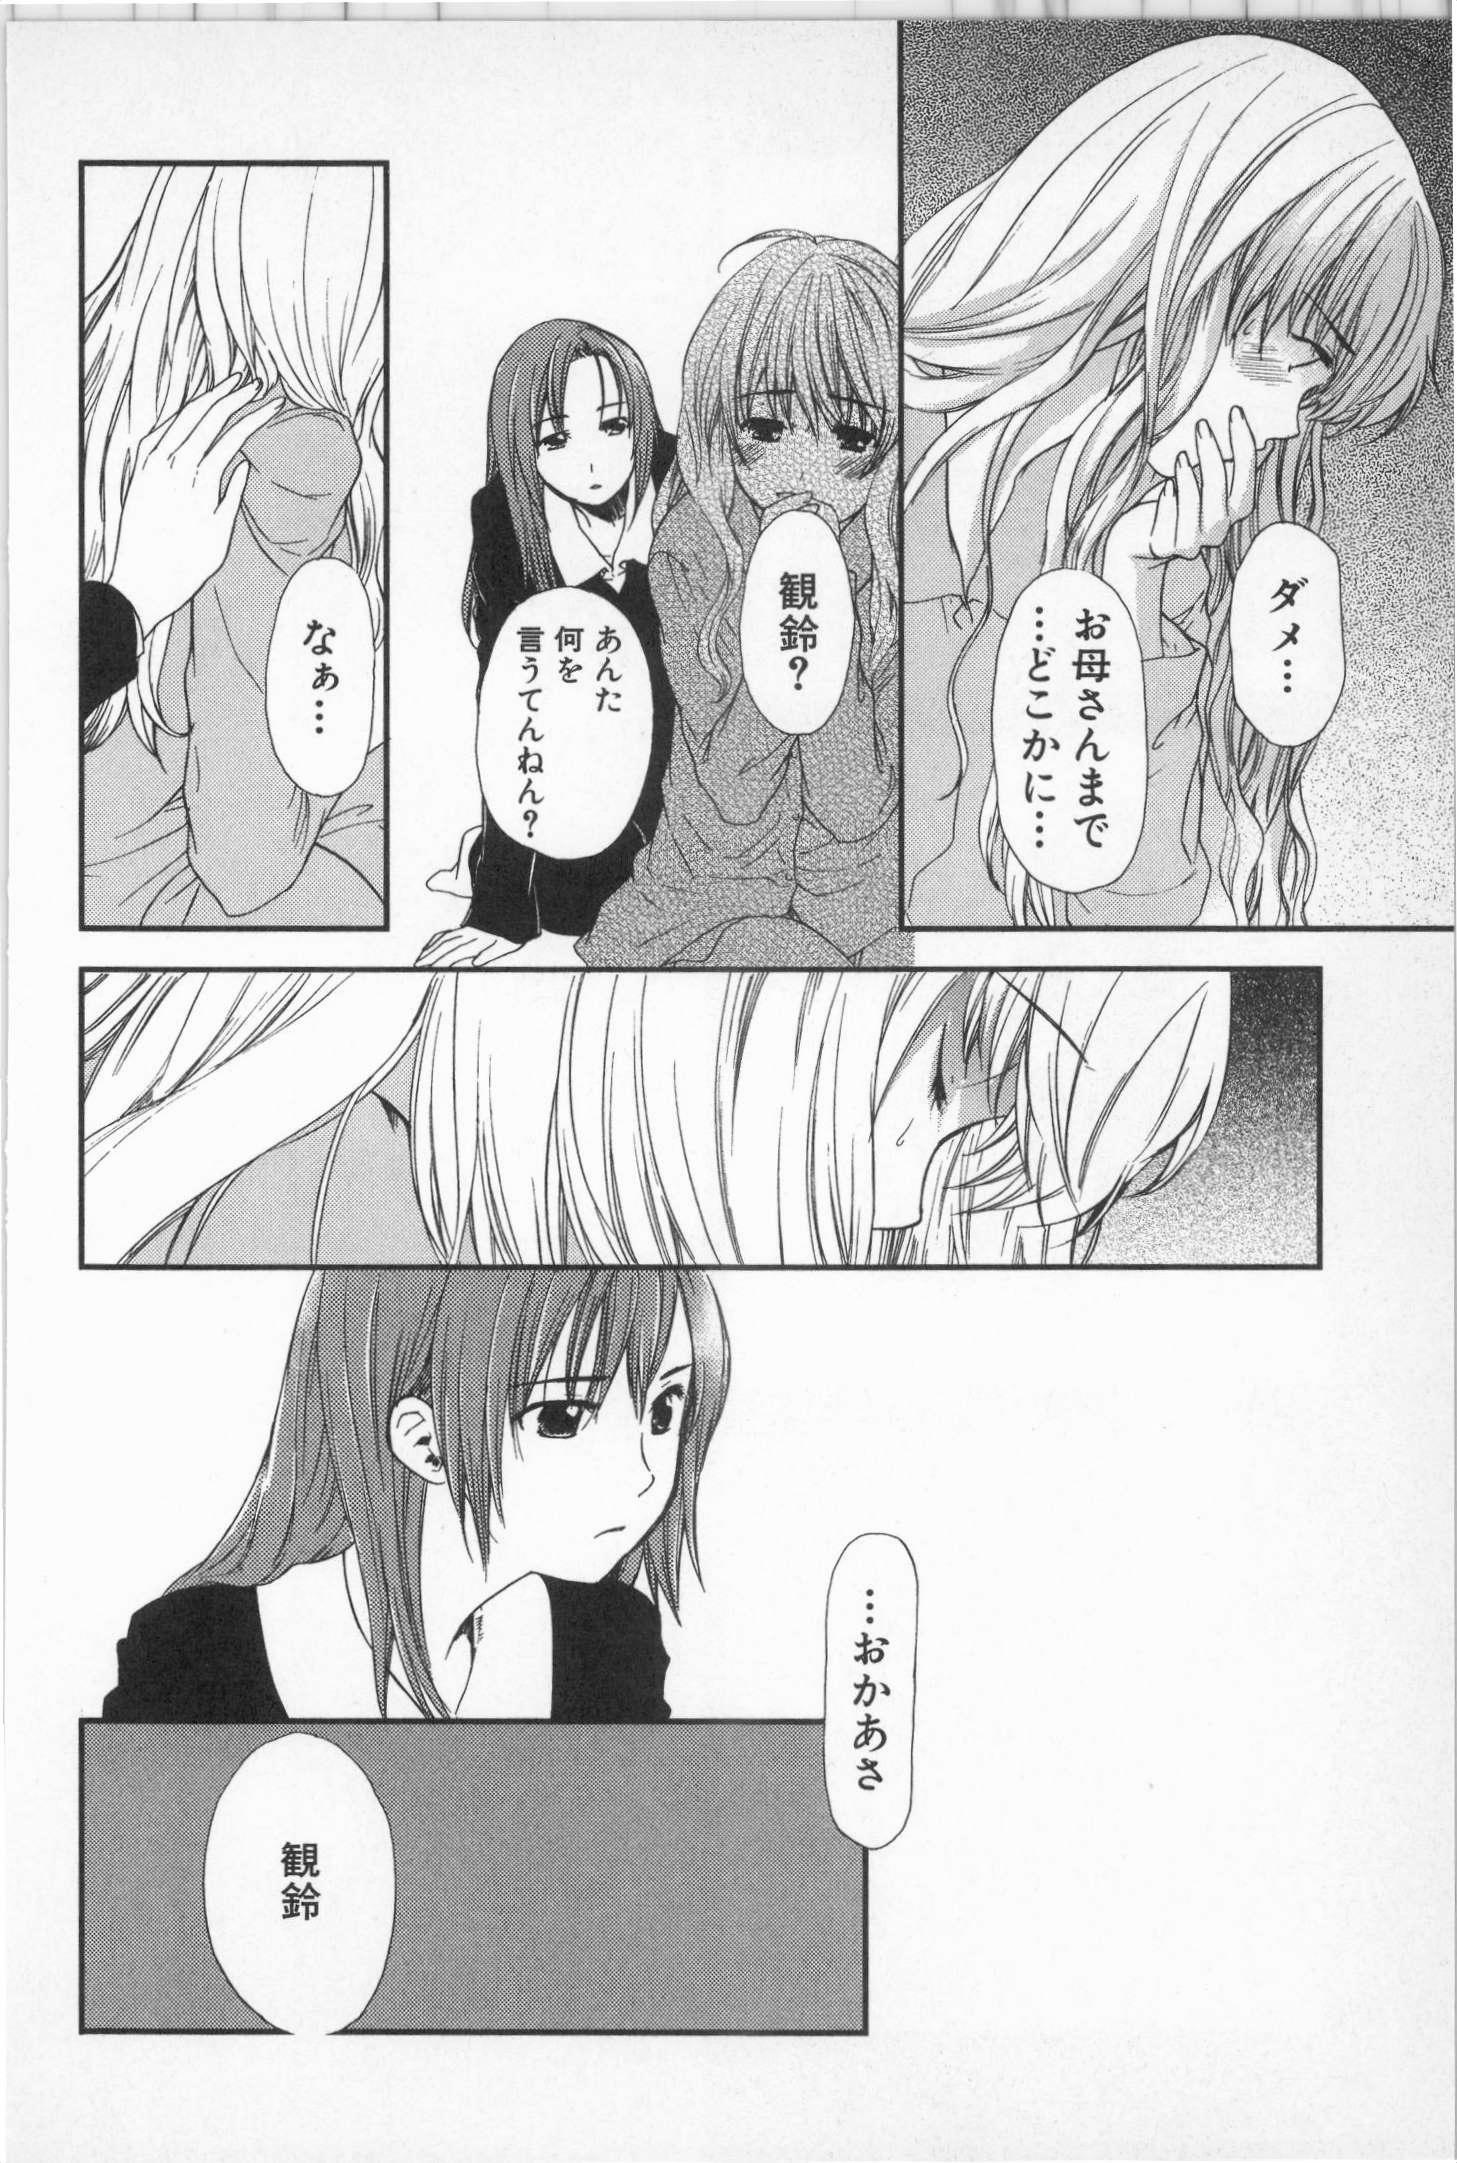 ダメ…
お母さんまで
…どこかに…
観鈴？
あんた
何を
言うてんねん？
なぁ…
…おかあさ
観鈴